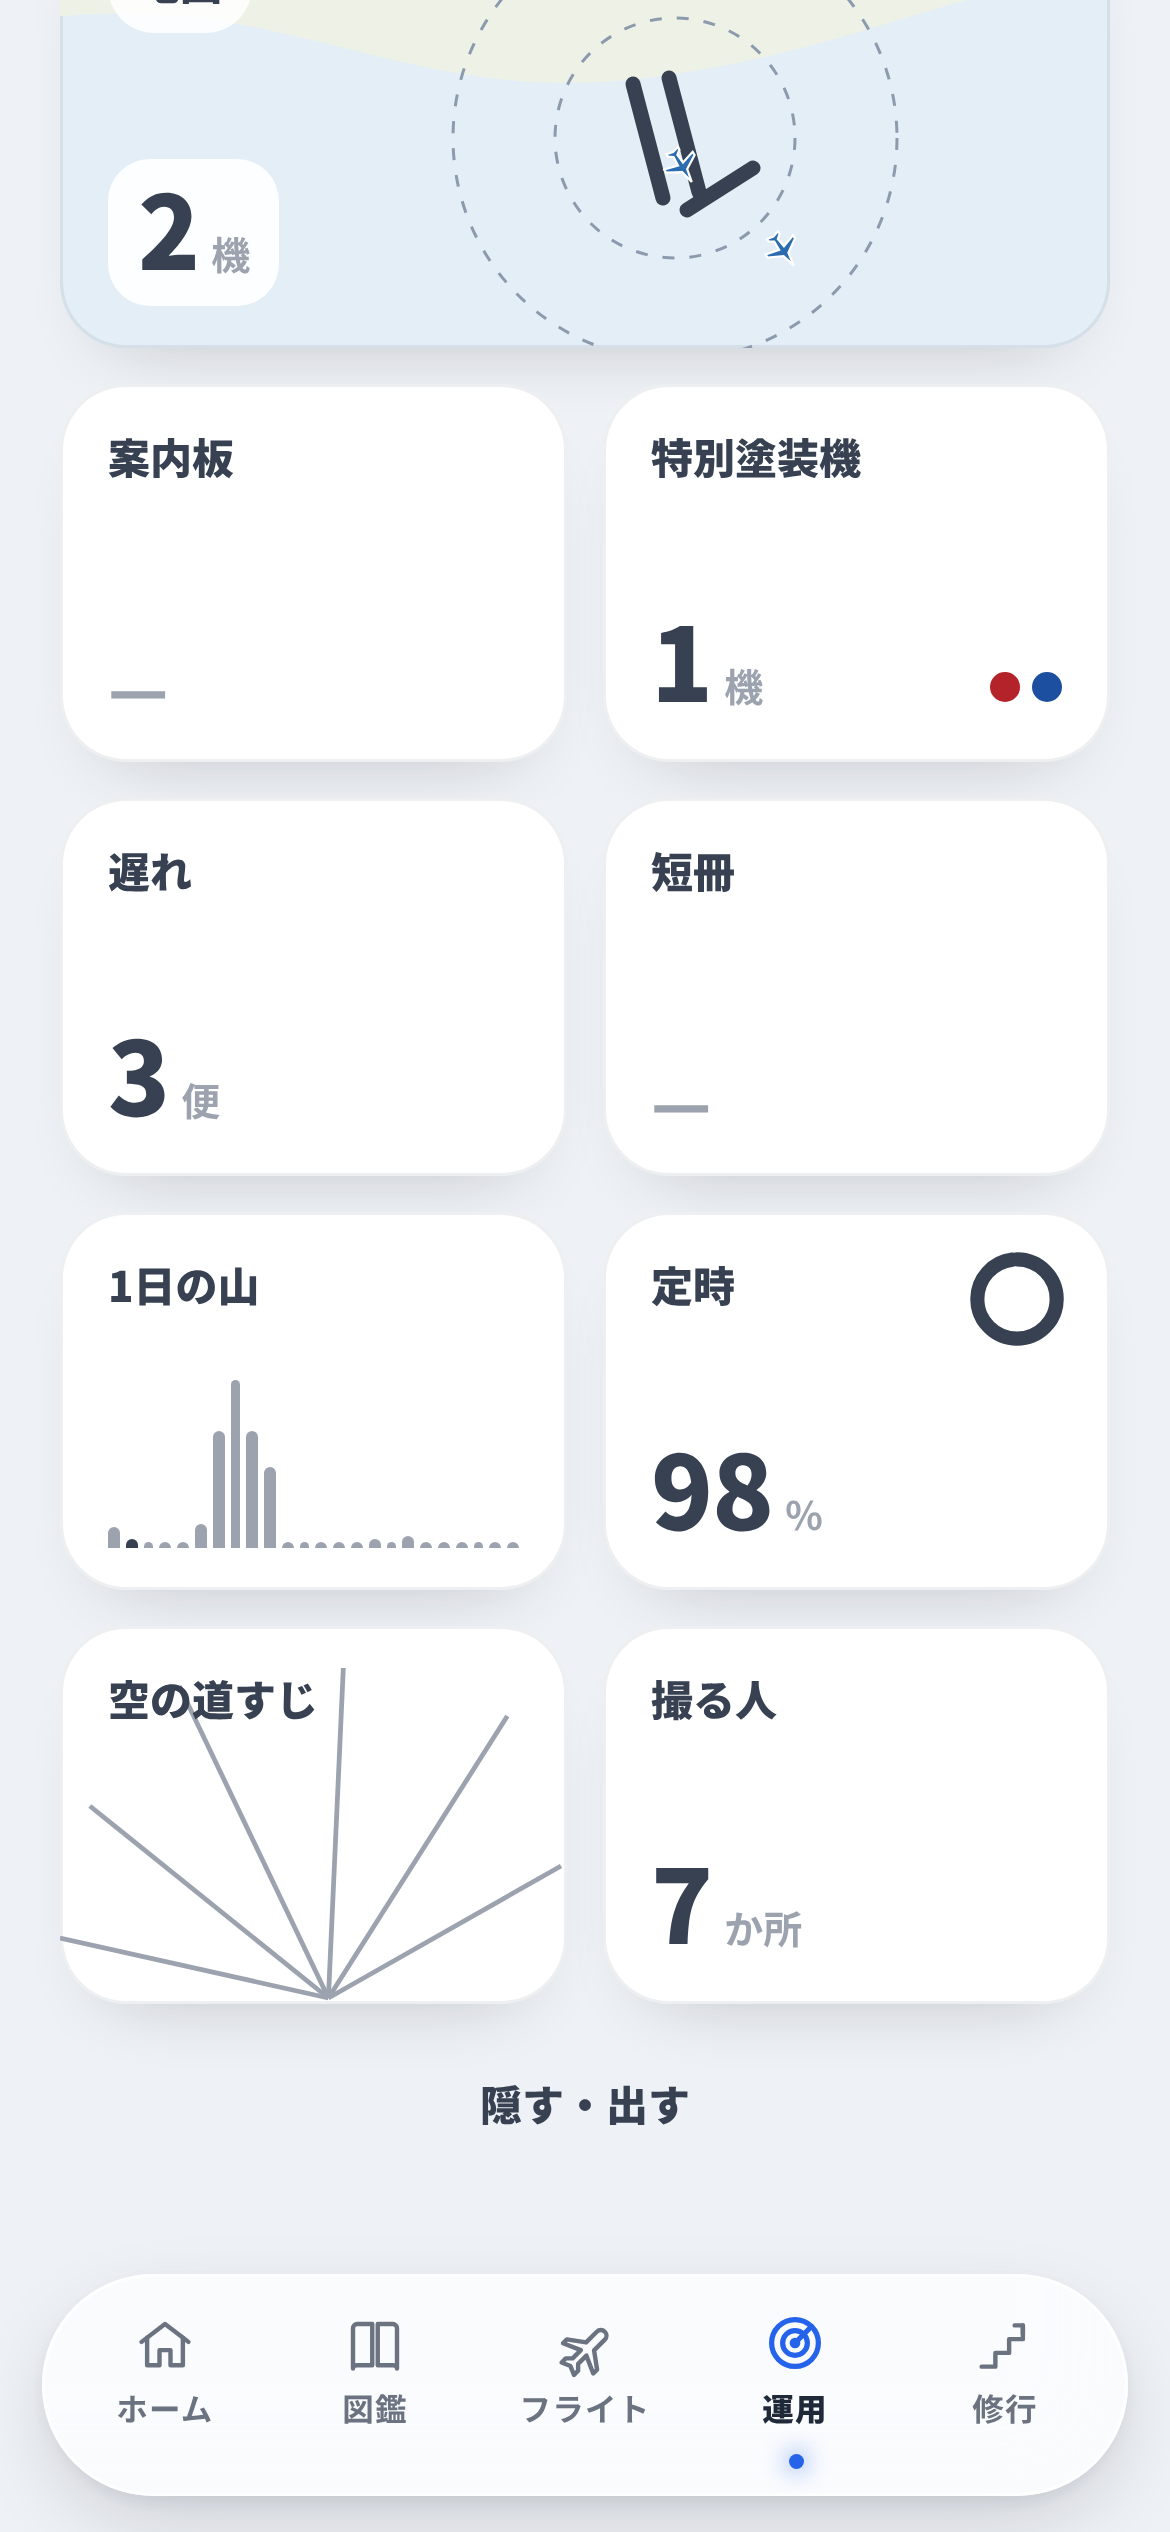 2 機
案内板
特別塗装機
—
1 機
遅れ
短冊
3 便
—
1日の山
定時
98 %
空の道すじ
撮る人
7 か所
隠す・出す
ホーム
図鑑
フライト
運用
修行